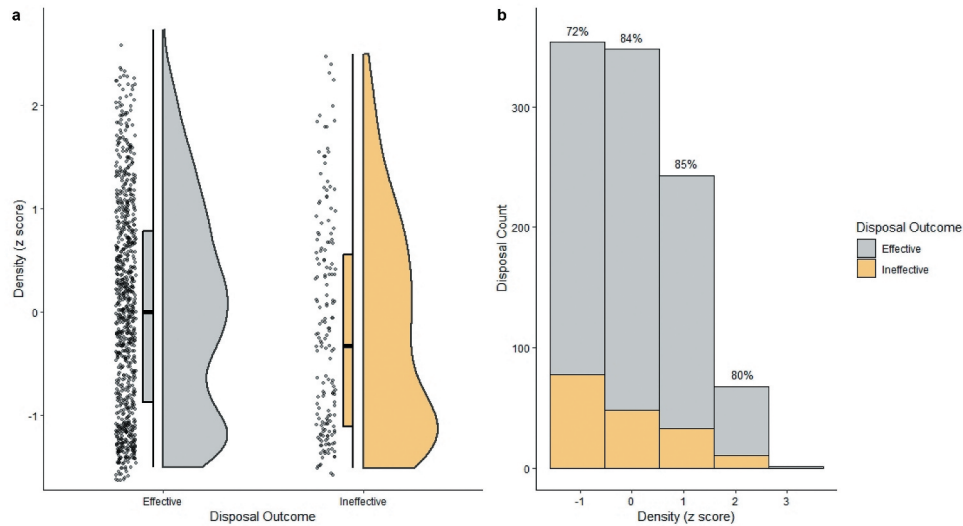 a
Density (z score)
2
1
0
-1
Effective
Ineffective
Disposal Outcome
b
Disposal Count
300
200
100
0
72%
84%
85%
80%
-1
0
1
2
3
Density (z score)
Disposal Outcome
Effective
Ineffective